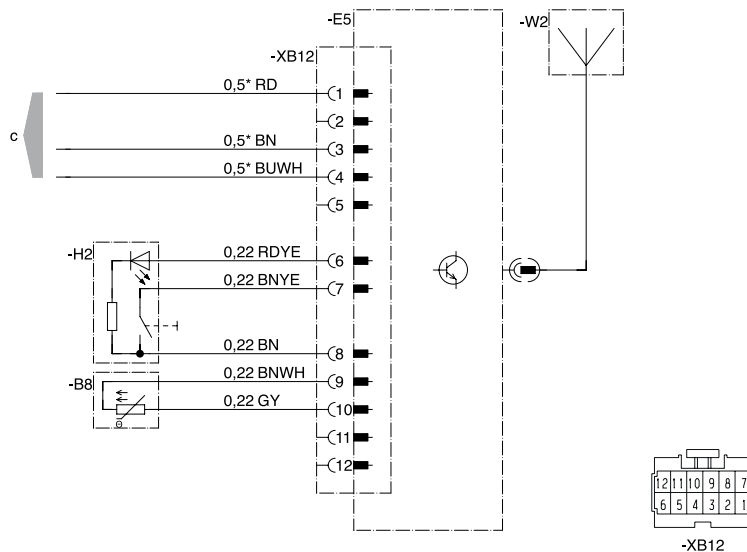 -E5
-W2
-XB12
0,5* RD
1
2
c
0,5* BN
3
0,5* BUWH
4
5
-H2
0,22 RDYE
6
0,22 BNYE
7
0,22 BN
8
-B8
0,22 BNWH
9
0,22 GY
10
11
12
12 11 10 9 8 7
6 5 4 3 2 1
-XB12